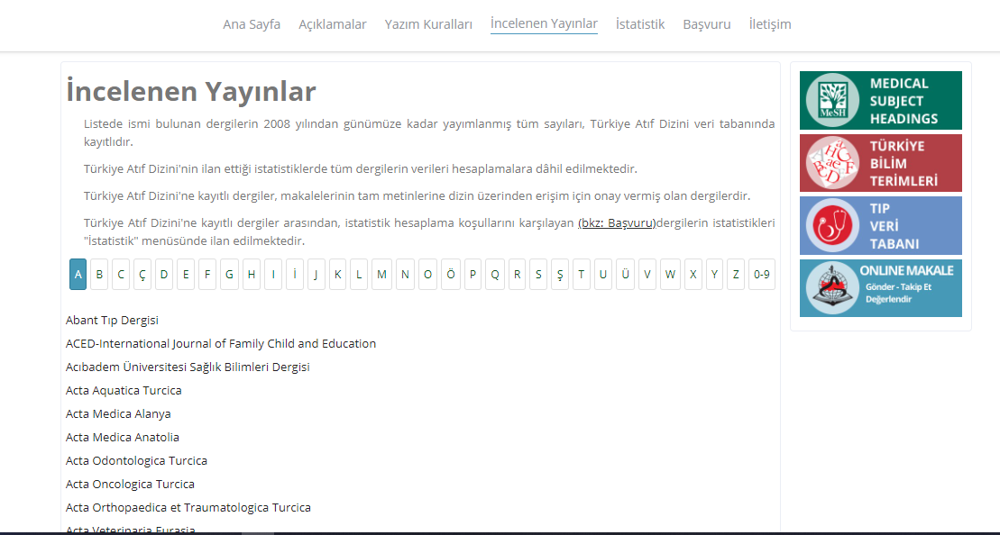 Ana Sayfa Açıklamalar Yazım Kuralları İncelenen Yayınlar İstatistik Başvuru İletişim
İncelenen Yayınlar
Listede ismi bulunan dergilerin 2008 yılından günümüze kadar yayımlanmış tüm sayıları, Türkiye Atıf Dizini veri tabanında
kayıtlıdır.
Türkiye Atıf Dizini'nin ilan ettiği istatistiklerde tüm dergilerin verileri hesaplamalara dâhil edilmektedir.
Türkiye Atıf Dizini'ne kayıtlı dergiler, makalelerinin tam metinlerine dizin üzerinden erişim için onay vermiş olan dergilerdir.
Türkiye Atıf Dizini'ne kayıtlı dergiler arasından, istatistik hesaplama koşullarını karşılayan (bkz: Başvuru)dergilerin istatistikleri
"İstatistik" menüsünde ilan edilmektedir.
A B C Ç D E F G H I İ J K L M N O Ö P Q R S Ş T U Ü V W X Y Z 0-9
Abant Tıp Dergisi
ACED-International Journal of Family Child and Education
Acıbadem Üniversitesi Sağlık Bilimleri Dergisi
Acta Aquatica Turcica
Acta Medica Alanya
Acta Medica Anatolia
Acta Odontologica Turcica
Acta Oncologica Turcica
Acta Orthopaedica et Traumatologica Turcica
Acta Veterinaria Eurasia
MeSH
MEDICAL
SUBJECT
HEADINGS
TÜRKİYE
BİLİM
TERİMLERİ
TIP
VERİ
TABANI
ONLINE MAKALE
Gönder - Takip Et
Değerlendir